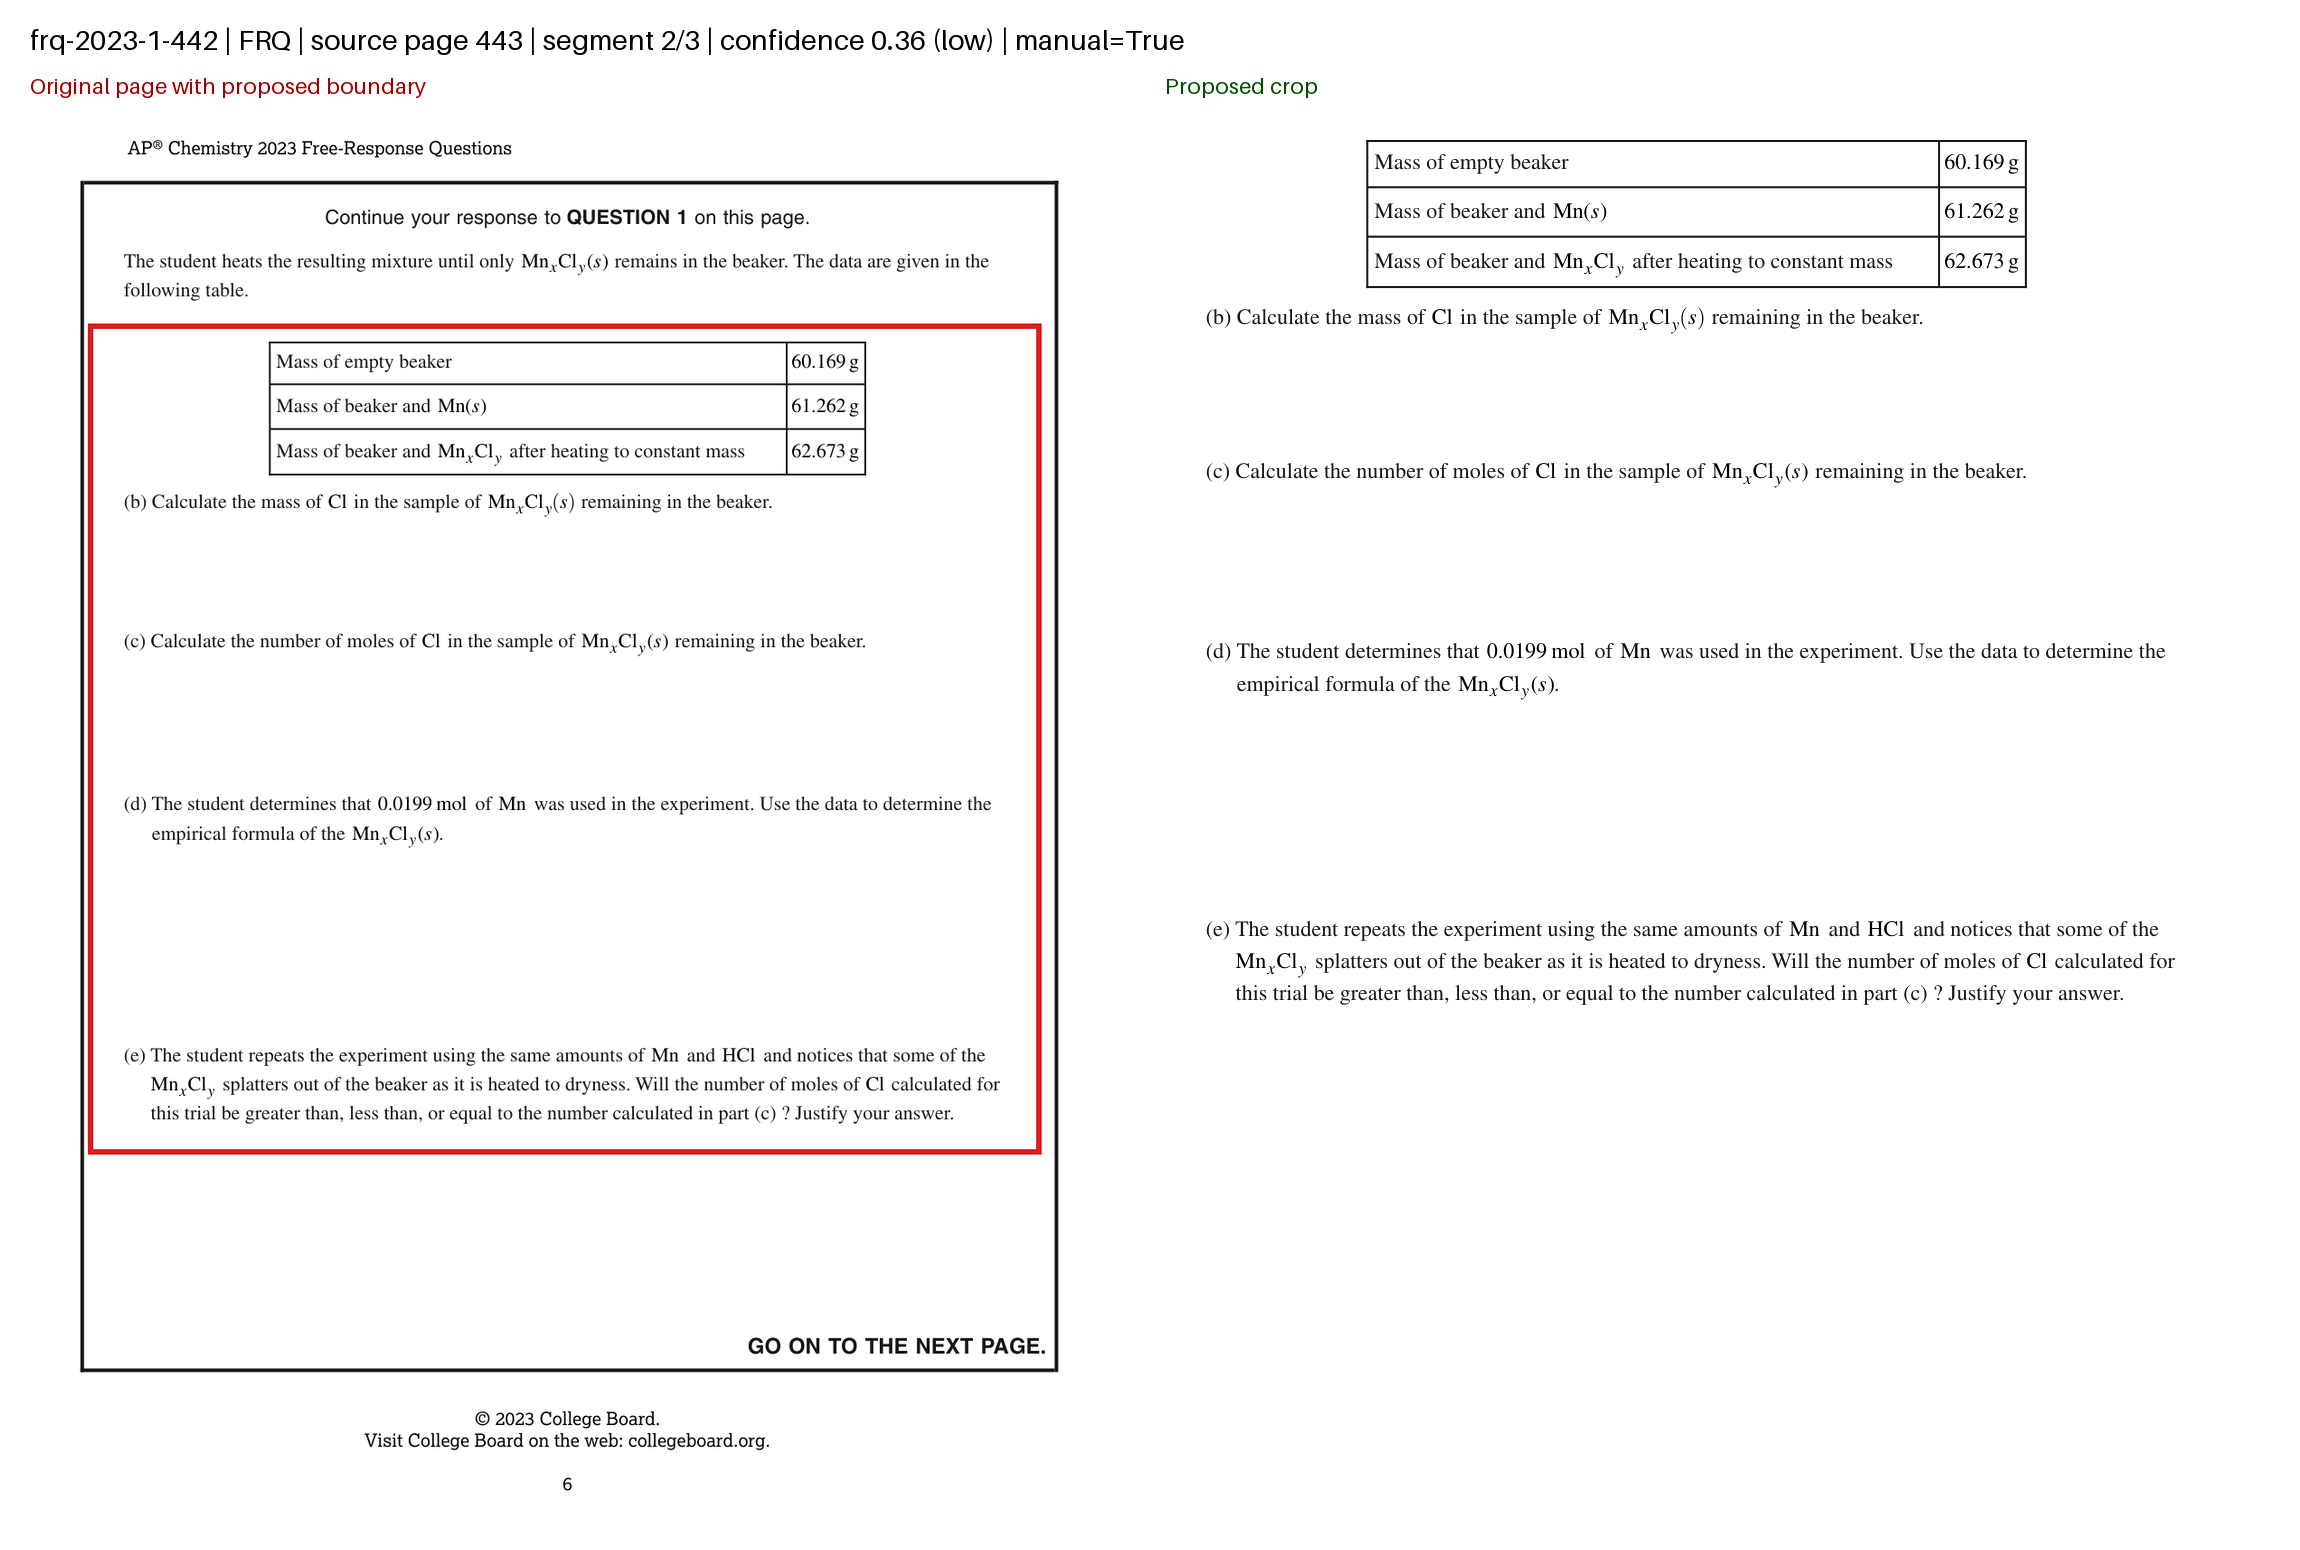 frq-2023-1-442 | FRQ | source page 443 | segment 2/3 | confidence 0.36 (low) | manual=True
Original page with proposed boundary
AP® Chemistry 2023 Free-Response Questions
Continue your response to QUESTION 1 on this page.
The student heats the resulting mixture until only MnxCly(s) remains in the beaker. The data are given in the
following table.
Mass of empty beaker 60.169 g
Mass of beaker and Mn(s) 61.262 g
Mass of beaker and MnxCly after heating to constant mass 62.673 g
(b) Calculate the mass of Cl in the sample of MnxCly(s) remaining in the beaker.
(c) Calculate the number of moles of Cl in the sample of MnxCly(s) remaining in the beaker.
(d) The student determines that 0.0199 mol of Mn was used in the experiment. Use the data to determine the
empirical formula of the MnxCly(s).
(e) The student repeats the experiment using the same amounts of Mn and HCl and notices that some of the
MnxCly splatters out of the beaker as it is heated to dryness. Will the number of moles of Cl calculated for
this trial be greater than, less than, or equal to the number calculated in part (c) ? Justify your answer.
GO ON TO THE NEXT PAGE.
© 2023 College Board.
Visit College Board on the web: collegeboard.org.
6
Proposed crop
Mass of empty beaker 60.169 g
Mass of beaker and Mn(s) 61.262 g
Mass of beaker and MnxCly after heating to constant mass 62.673 g
(b) Calculate the mass of Cl in the sample of MnxCly(s) remaining in the beaker.
(c) Calculate the number of moles of Cl in the sample of MnxCly(s) remaining in the beaker.
(d) The student determines that 0.0199 mol of Mn was used in the experiment. Use the data to determine the
empirical formula of the MnxCly(s).
(e) The student repeats the experiment using the same amounts of Mn and HCl and notices that some of the
MnxCly splatters out of the beaker as it is heated to dryness. Will the number of moles of Cl calculated for
this trial be greater than, less than, or equal to the number calculated in part (c) ? Justify your answer.